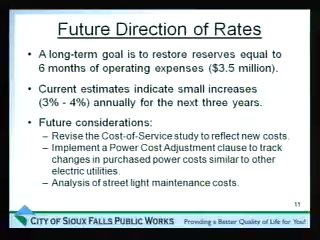 Future Direction of Rates
• A long-term goal is to restore reserves equal to
6 months of operating expenses ($3.5 million).
• Current estimates indicate small increases
(3% - 4%) annually for the next three years.
• Future considerations:
– Revise the Cost-of-Service study to reflect new costs.
– Implement a Power Cost Adjustment clause to track
changes in purchased power costs similar to other
electric utilities.
– Analysis of street light maintenance costs.
11
CITY OF SIOUX FALLS PUBLIC WORKS Providing a Better Quality of Life for You!